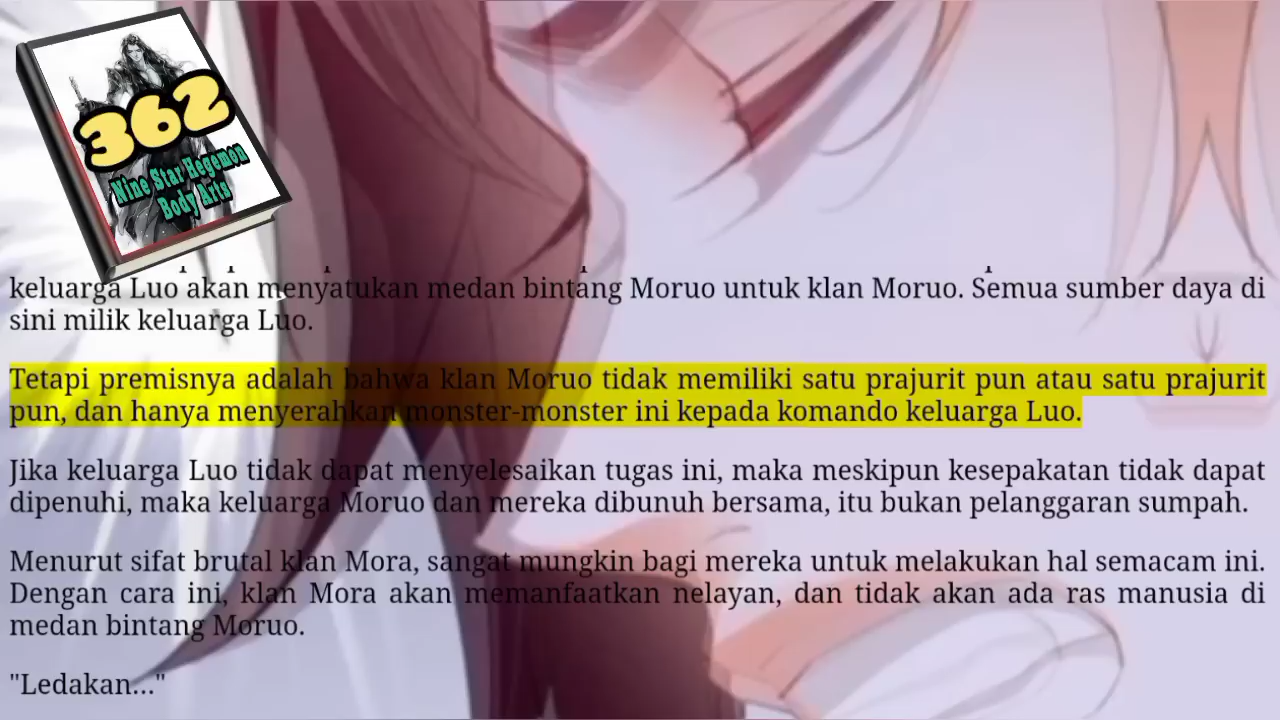 362
Nine Star Hegemon
Body Arts
keluarga Luo akan menyatukan medan bintang Moruo untuk klan Moruo. Semua sumber daya di
sini milik keluarga Luo.
Tetapi premisnya adalah bahwa klan Moruo tidak memiliki satu prajurit pun atau satu prajurit
pun, dan hanya menyerahkan monster-monster ini kepada komando keluarga Luo.
Jika keluarga Luo tidak dapat menyelesaikan tugas ini, maka meskipun kesepakatan tidak dapat
dipenuhi, maka keluarga Moruo dan mereka dibunuh bersama, itu bukan pelanggaran sumpah.
Menurut sifat brutal klan Mora, sangat mungkin bagi mereka untuk melakukan hal semacam ini.
Dengan cara ini, klan Mora akan memanfaatkan nelayan, dan tidak akan ada ras manusia di
medan bintang Moruo.
"Ledakan..."